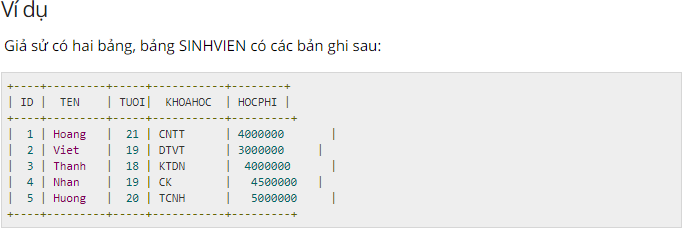 Ví dụ
Giả sử có hai bảng, bảng SINHVIEN có các bản ghi sau:
+----+---------+-----+-----------+--------+
| ID |  TEN    | TUOI|  KHOAHOC  | HOCPHI |
+----+---------+-----+-----------+---------+
|  1 | Hoang   |  21 | CNTT      | 4000000       |
|  2 | Viet    |  19 | DTVT      | 3000000     |
|  3 | Thanh   |  18 | KTDN      |  4000000      |
|  4 | Nhan    |  19 | CK        |   4500000   |
|  5 | Huong   |  20 | TCNH      |   5000000     |
+----+---------+-----+-----------+---------+